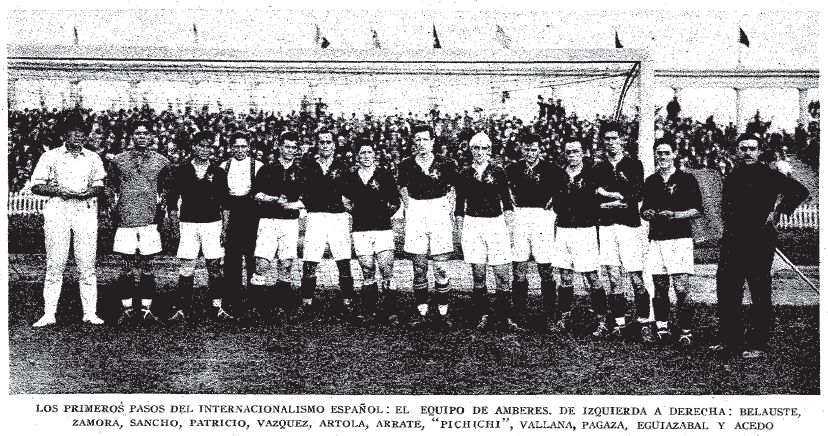 LOS PRIMEROS PASOS DEL INTERNACIONALISMO ESPAÑOL: EL EQUIPO DE AMBERES. DE IZQUIERDA A DERECHA: BELAUSTE,
ZAMORA, SANCHO, PATRICIO, VAZQUEZ, ARTOLA, ARRATE, "PICHICHI", VALLANA, PAGAZA, EGUIAZABAL Y ACEDO